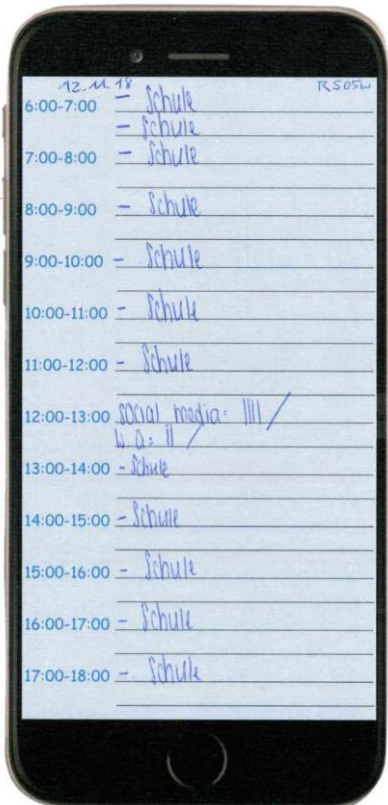 12.11.18 RS05W
6:00-7:00 - Schule
- Schule
7:00-8:00 - Schule
8:00-9:00 - Schule
9:00-10:00 - Schule
10:00-11:00 - Schule
11:00-12:00 - Schule
12:00-13:00 social media: |||| /
W.a: || /
13:00-14:00 - Schule
14:00-15:00 - Schule
15:00-16:00 - Schule
16:00-17:00 - Schule
17:00-18:00 - Schule